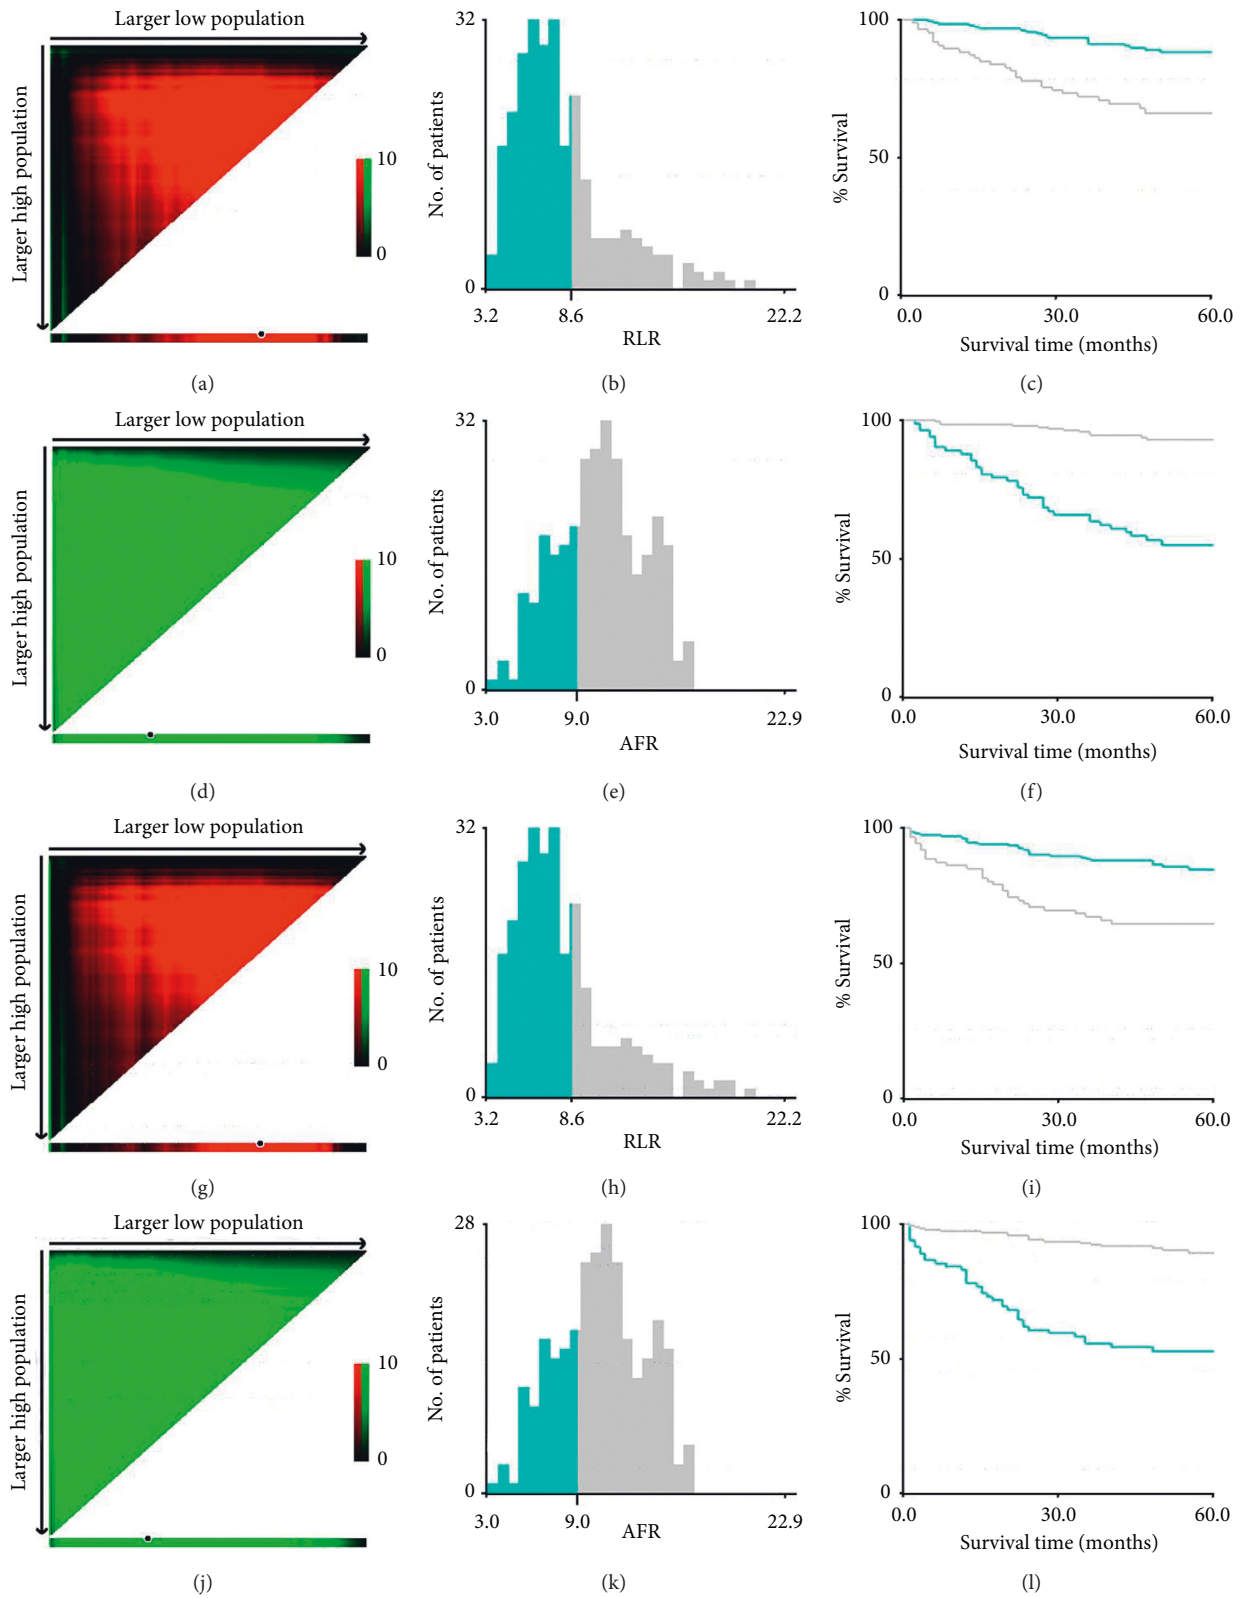 Larger low population
Larger high population
10
0
(a)
32
No. of patients
0
3.2
8.6
22.2
RLR
(b)
100
% Survival
50
0
0.0
30.0
60.0
Survival time (months)
(c)
Larger low population
Larger high population
10
0
(d)
32
No. of patients
0
3.0
9.0
22.9
AFR
(e)
100
% Survival
50
0
0.0
30.0
60.0
Survival time (months)
(f)
Larger low population
Larger high population
10
0
(g)
32
No. of patients
0
3.2
8.6
22.2
RLR
(h)
100
% Survival
50
0
0.0
30.0
60.0
Survival time (months)
(i)
Larger low population
Larger high population
10
0
(j)
28
No. of patients
0
3.0
9.0
22.9
AFR
(k)
100
% Survival
50
0
0.0
30.0
60.0
Survival time (months)
(l)